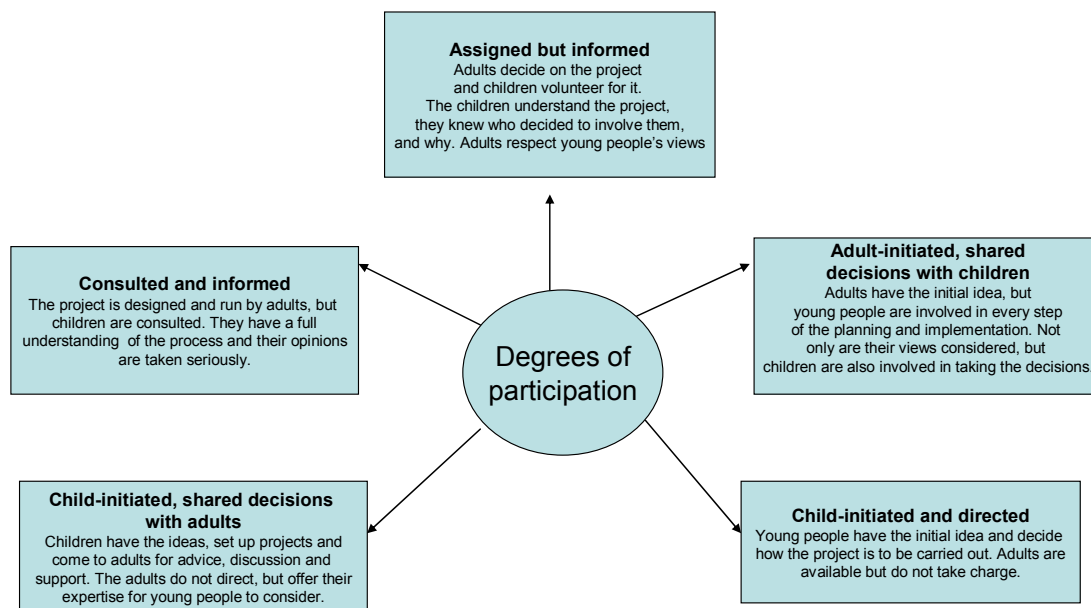 Assigned but informed
Adults decide on the project
and children volunteer for it.
The children understand the project,
they knew who decided to involve them,
and why. Adults respect young people's views
Consulted and informed
The project is designed and run by adults, but
children are consulted. They have a full
understanding of the process and their opinions
are taken seriously.
Adult-initiated, shared
decisions with children
Adults have the initial idea, but
young people are involved in every step
of the planning and implementation. Not
only are their views considered, but
children are also involved in taking the decisions.
Degrees of
participation
Child-initiated, shared decisions
with adults
Children have the ideas, set up projects and
come to adults for advice, discussion and
support. The adults do not direct, but offer their
expertise for young people to consider.
Child-initiated and directed
Young people have the initial idea and decide
how the project is to be carried out. Adults are
available but do not take charge.